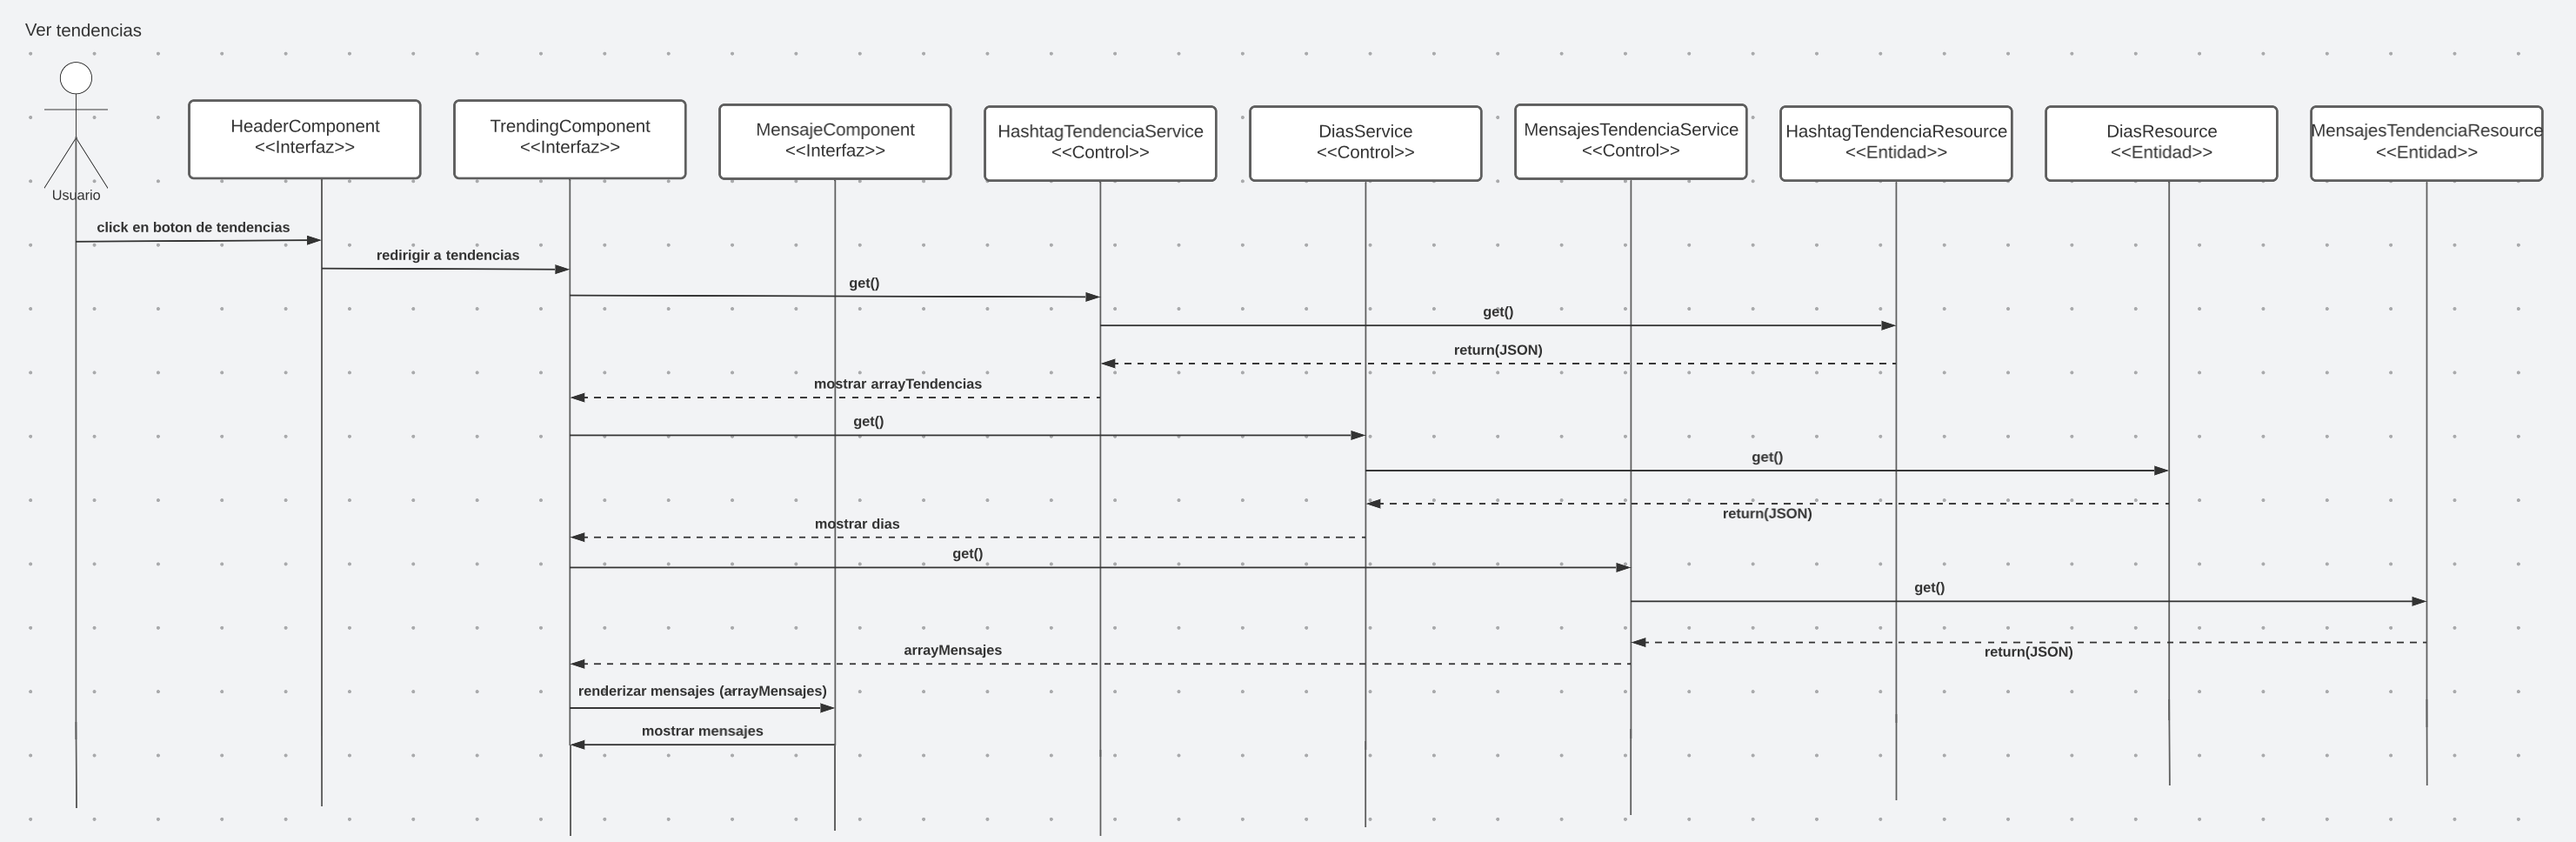 Ver tendencias
Usuario
HeaderComponent
<<Interfaz>>
TrendingComponent
<<Interfaz>>
MensajeComponent
<<Interfaz>>
HashtagTendenciaService
<<Control>>
DiasService
<<Control>>
MensajesTendenciaService
<<Control>>
HashtagTendenciaResource
<<Entidad>>
DiasResource
<<Entidad>>
MensajesTendenciaResource
<<Entidad>>
click en boton de tendencias
redirigir a tendencias
get()
get()
return(JSON)
mostrar arrayTendencias
get()
get()
return(JSON)
mostrar dias
get()
get()
return(JSON)
arrayMensajes
renderizar mensajes (arrayMensajes)
mostrar mensajes